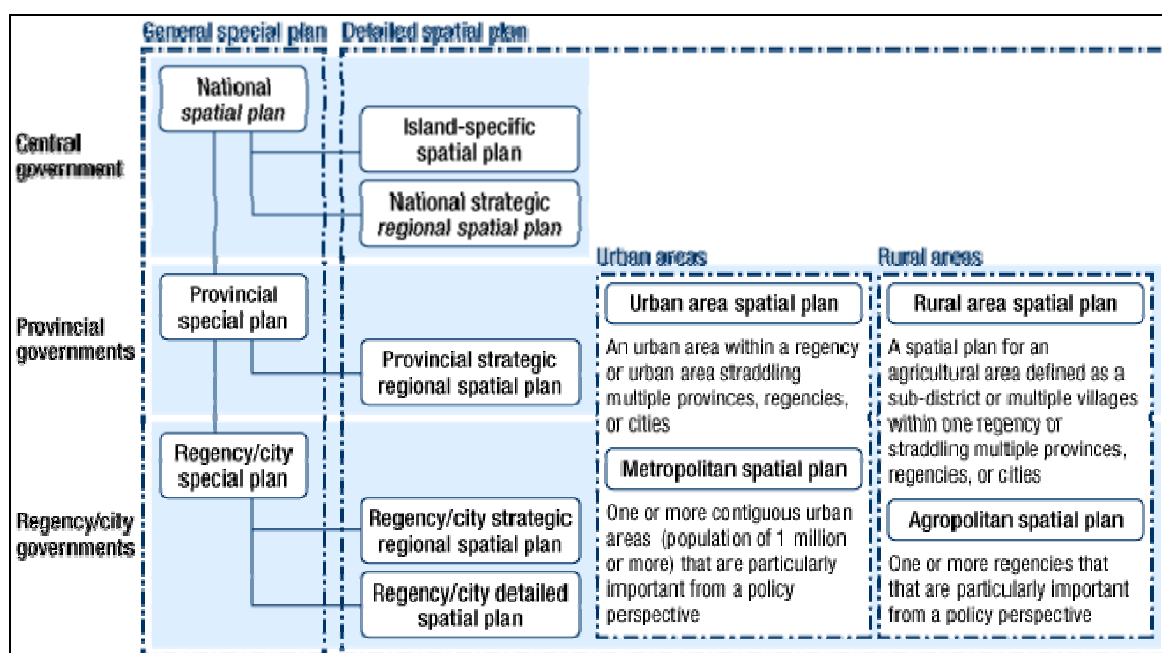 General special plan
Detailed spatial plan
Central
government
National
spatial plan
Island-specific
spatial plan
National strategic
regional spatial plan
Urban areas
Rural areas
Provincial
governments
Provincial
special plan
Provincial strategic
regional spatial plan
Urban area spatial plan
An urban area within a regency
or urban area straddling
multiple provinces, regencies,
or cities
Metropolitan spatial plan
One or more contiguous urban
areas (population of 1 million
or more) that are particularly
important from a policy
perspective
Rural area spatial plan
A spatial plan for an
agricultural area defined as a
sub-district or multiple villages
within one regency or
straddling multiple provinces,
regencies, or cities
Agropolitan spatial plan
One or more regencies that
that are particularly important
from a policy perspective
Regency/city
governments
Regency/city
special plan
Regency/city strategic
regional spatial plan
Regency/city detailed
spatial plan